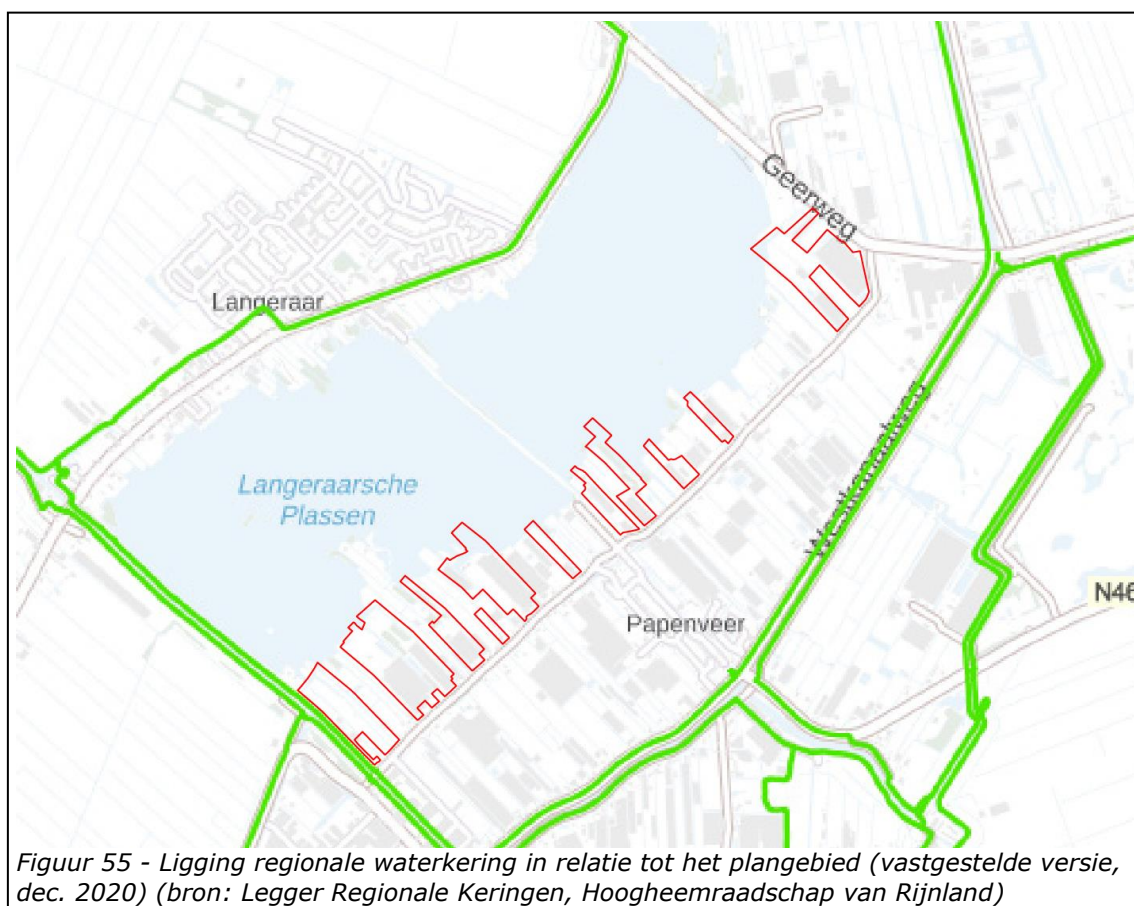 Geerweg
Langeraar
Westkanaalweg
Langeraarsche
Plassen
N46
Papenveer
Figuur 55 - Ligging regionale waterkering in relatie tot het plangebied (vastgestelde versie,
dec. 2020) (bron: Legger Regionale Keringen, Hoogheemraadschap van Rijnland)